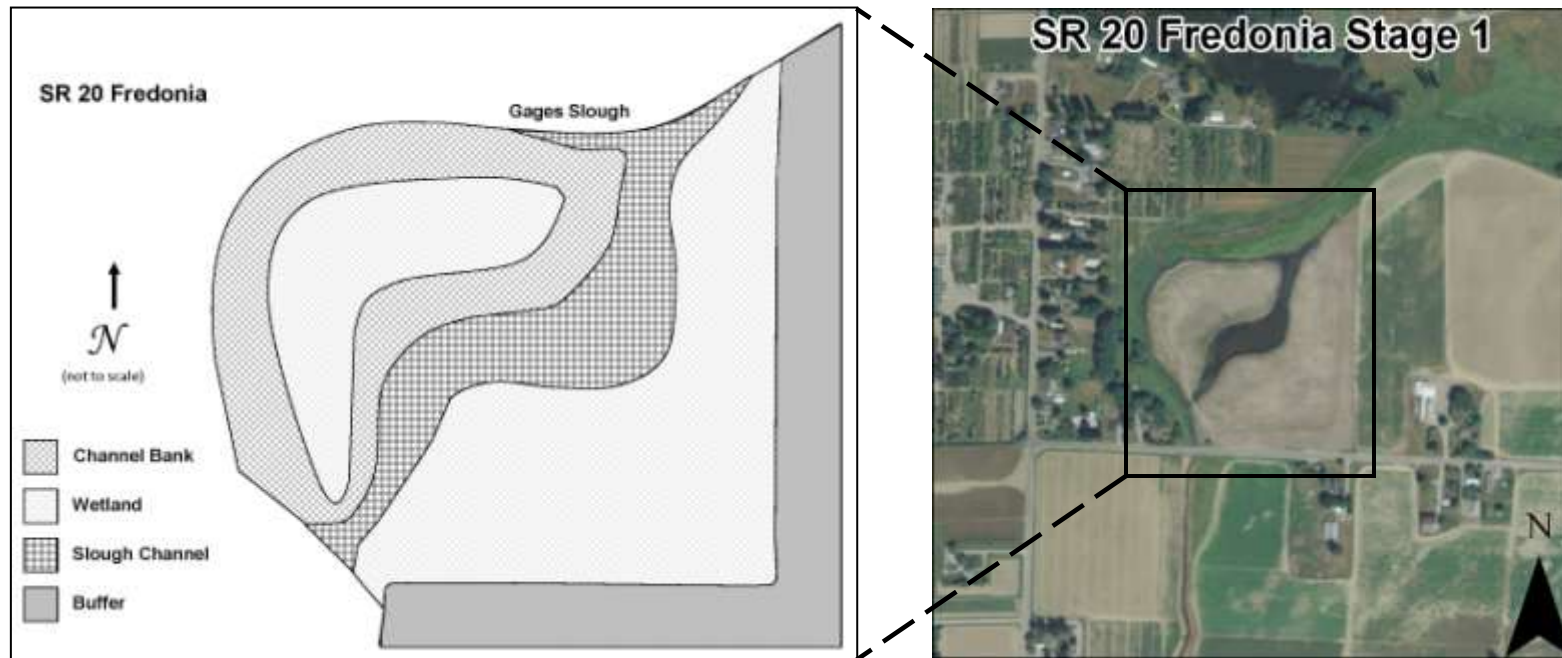 SR 20 Fredonia
Gages Slough
N
(not to scale)
Channel Bank
Wetland
Slough Channel
Buffer
SR 20 Fredonia Stage 1
N